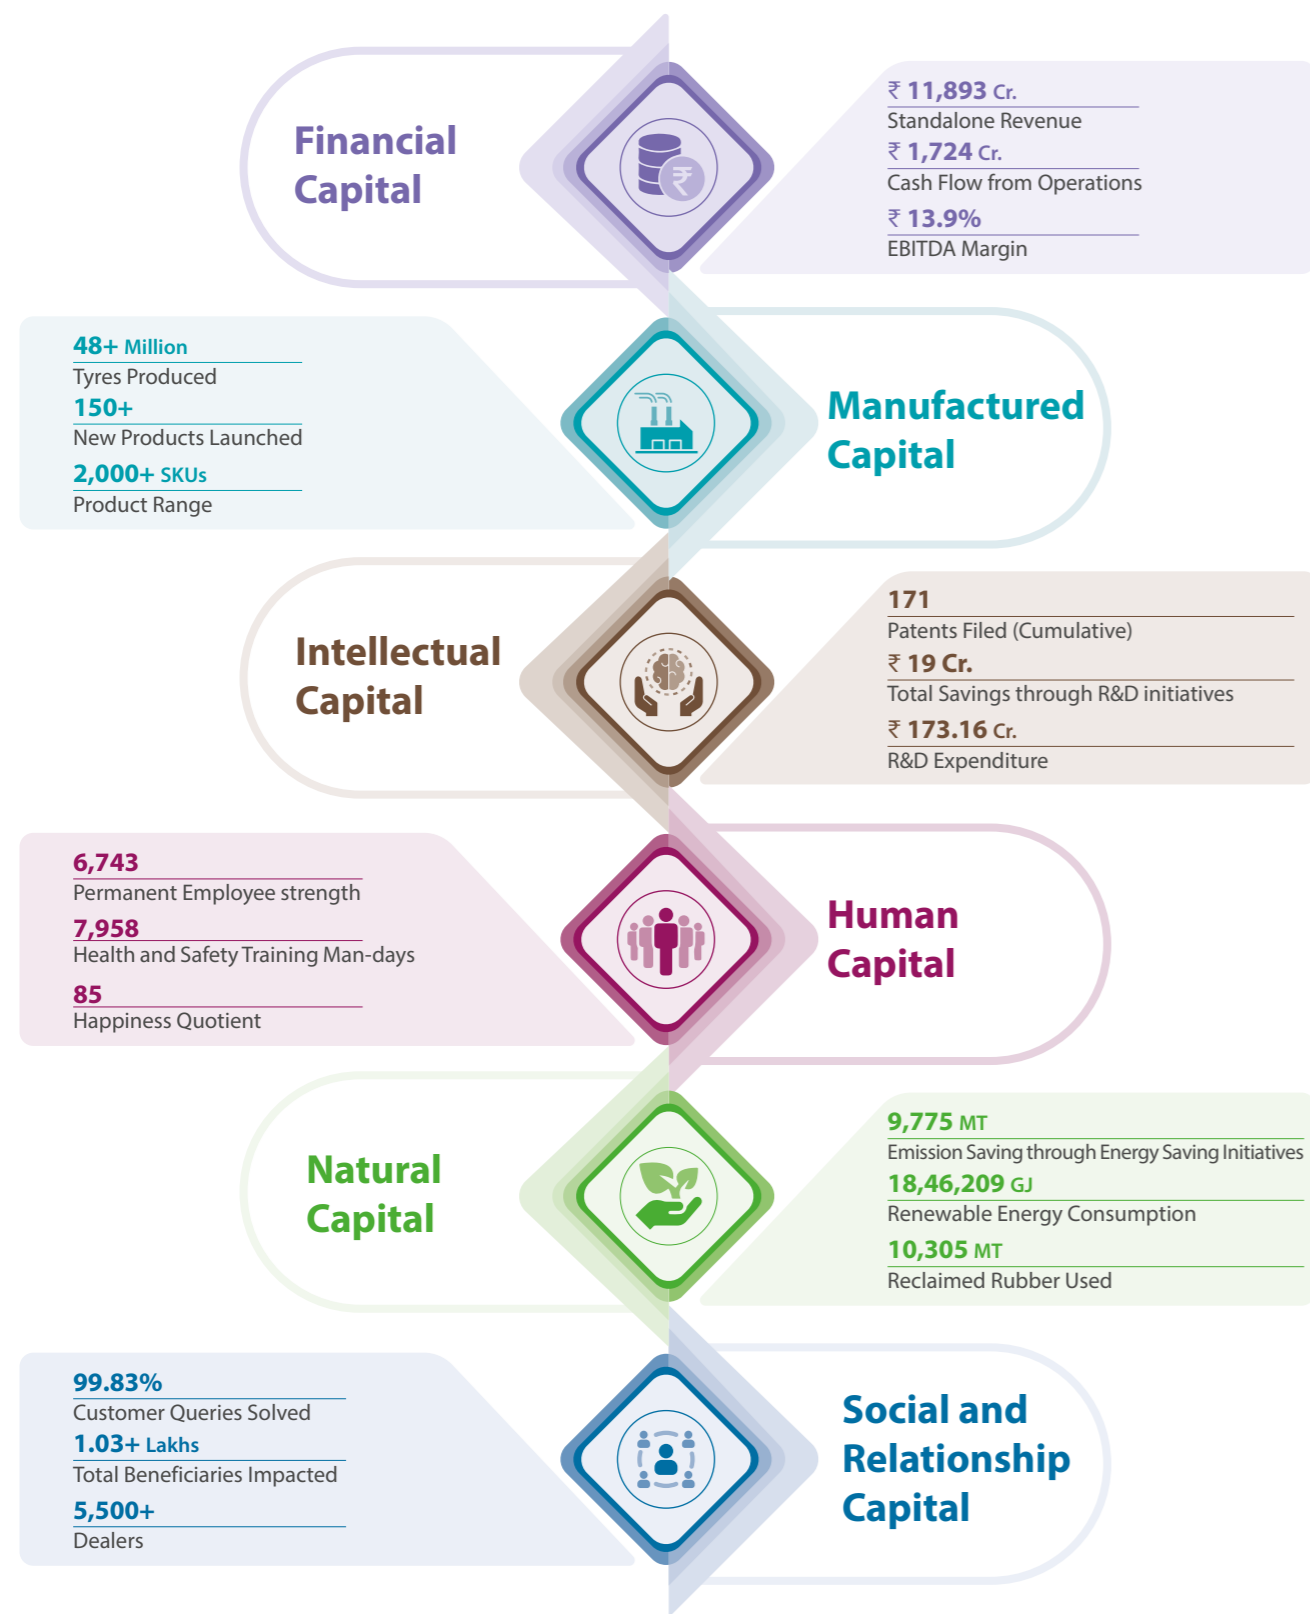 Financial
Capital
₹ 11,893 Cr.
Standalone Revenue
₹ 1,724 Cr.
Cash Flow from Operations
₹ 13.9%
EBITDA Margin
48+ Million
Tyres Produced
150+
New Products Launched
2,000+ SKUs
Product Range
Manufactured
Capital
Intellectual
Capital
171
Patents Filed (Cumulative)
₹ 19 Cr.
Total Savings through R&D initiatives
₹ 173.16 Cr.
R&D Expenditure
6,743
Permanent Employee strength
7,958
Health and Safety Training Man-days
85
Happiness Quotient
Human
Capital
Natural
Capital
9,775 MT
Emission Saving through Energy Saving Initiatives
18,46,209 GJ
Renewable Energy Consumption
10,305 MT
Reclaimed Rubber Used
99.83%
Customer Queries Solved
1.03+ Lakhs
Total Beneficiaries Impacted
5,500+
Dealers
Social and
Relationship
Capital